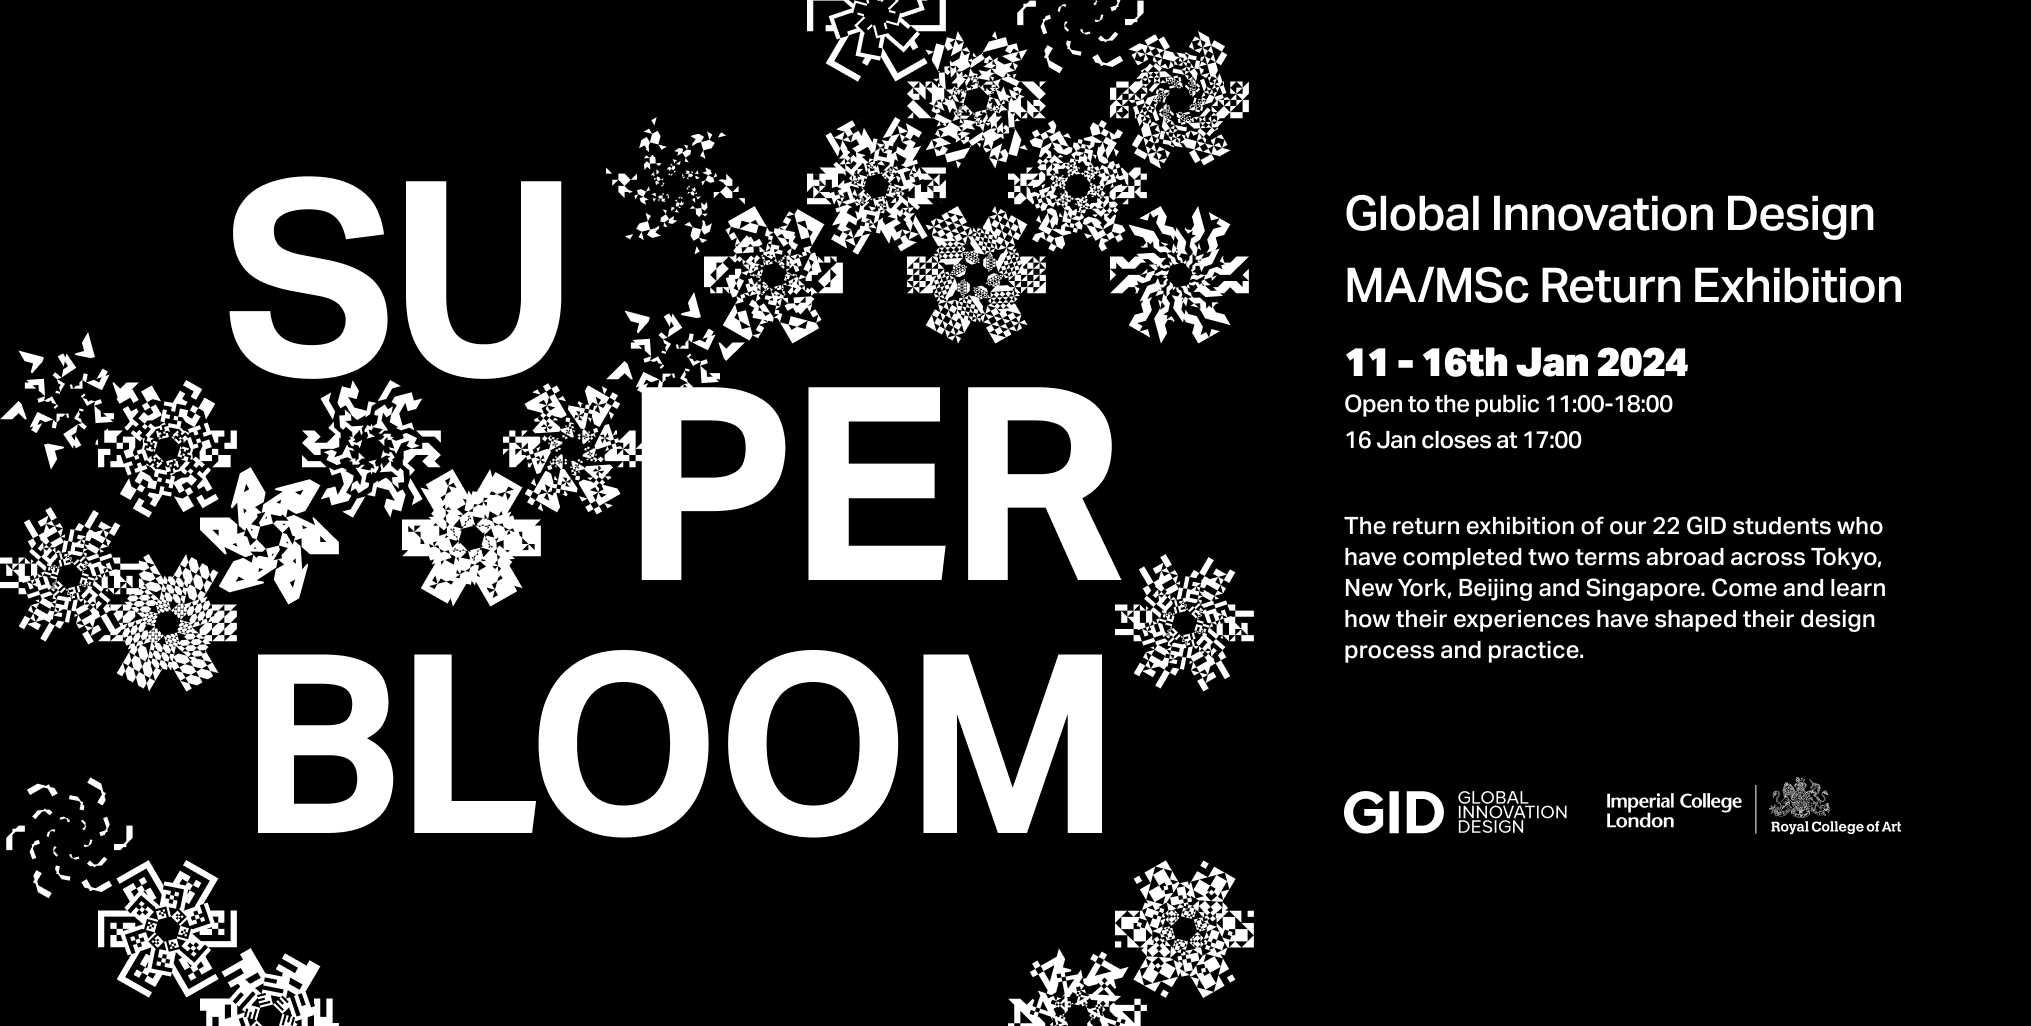 SU
PER
BLOOM
Global Innovation Design
MA/MSc Return Exhibition
11 - 16th Jan 2024
Open to the public 11:00-18:00
16 Jan closes at 17:00
The return exhibition of our 22 GID students who
have completed two terms abroad across Tokyo,
New York, Beijing and Singapore. Come and learn
how their experiences have shaped their design
process and practice.
GID
GLOBAL
INNOVATION
DESIGN
Imperial College
London
Royal College of Art